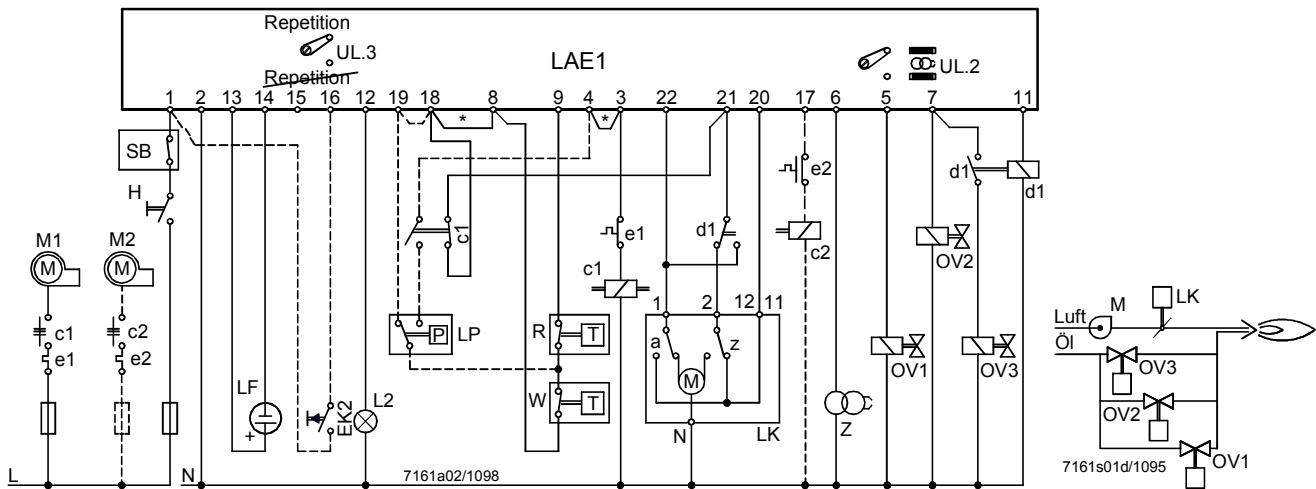 Repetition
UL.3
Repetition
LAE1
UL.2
1 2 13 14 15 16 12 19 18 8 9 4 3 22 21 20 17 6 5 7 11
* *
SB
H
M1 M2
M M
c1 c2
e1 e2
LF
+
EK2
L2
c1
P LP
R T
W T
e1
c1
d1
1 2 12 11
a z
M
N LK
e2
c2
Z
OV1
d1 d1
OV2
OV3
L N
7161a02/1098
Luft M LK
Öl
OV3
OV2
OV1
7161s01d/1095